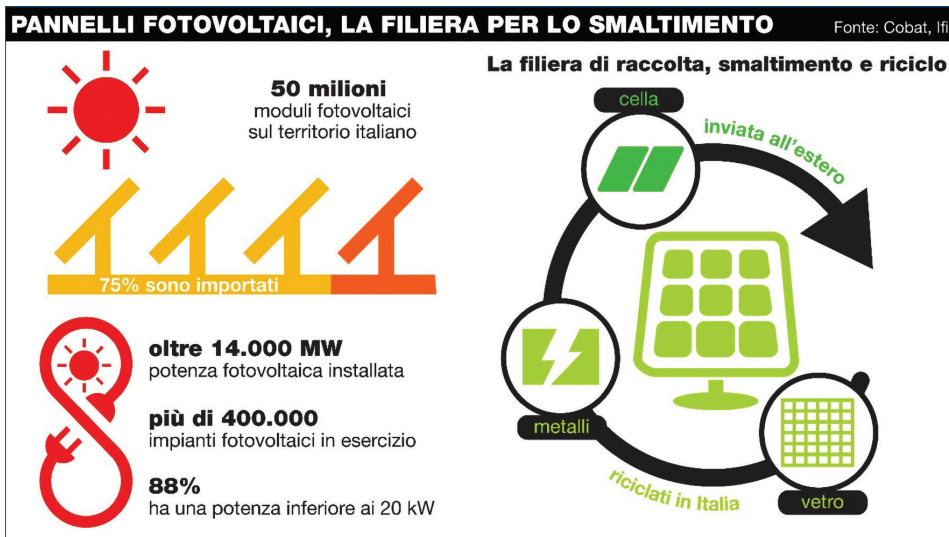 PANNELLI FOTOVOLTAICI, LA FILIERA PER LO SMALTIMENTO
Fonte: Cobat, Ifi
50 milioni
moduli fotovoltaici
sul territorio italiano
75% sono importati
oltre 14.000 MW
potenza fotovoltaica installata
più di 400.000
impianti fotovoltaici in esercizio
88%
ha una potenza inferiore ai 20 kW
La filiera di raccolta, smaltimento e riciclo
cella
inviata all'estero
metalli
riciclati in Italia
vetro